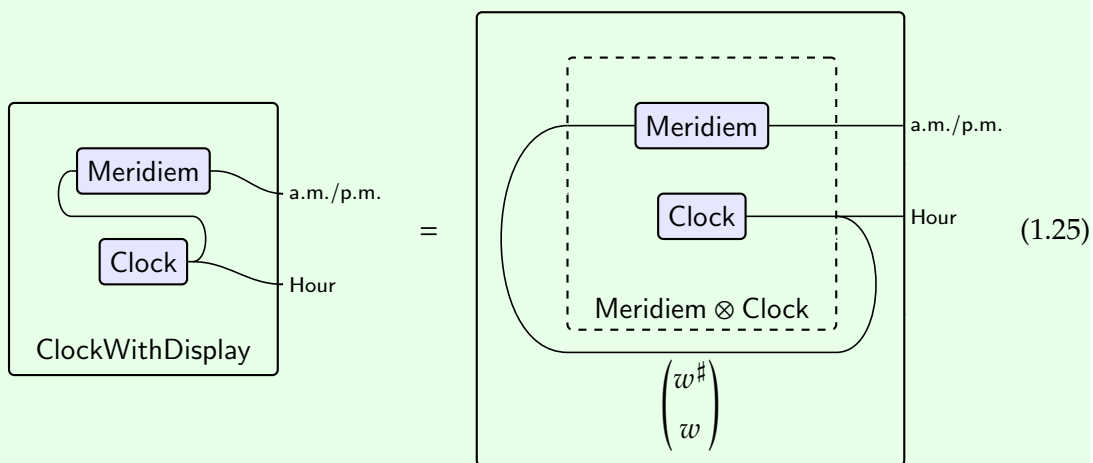 Meridiem
a.m./p.m.
Clock
Hour
ClockWithDisplay
=
Meridiem
a.m./p.m.
Clock
Hour
Meridiem ⊗ Clock
w♯
w
(1.25)